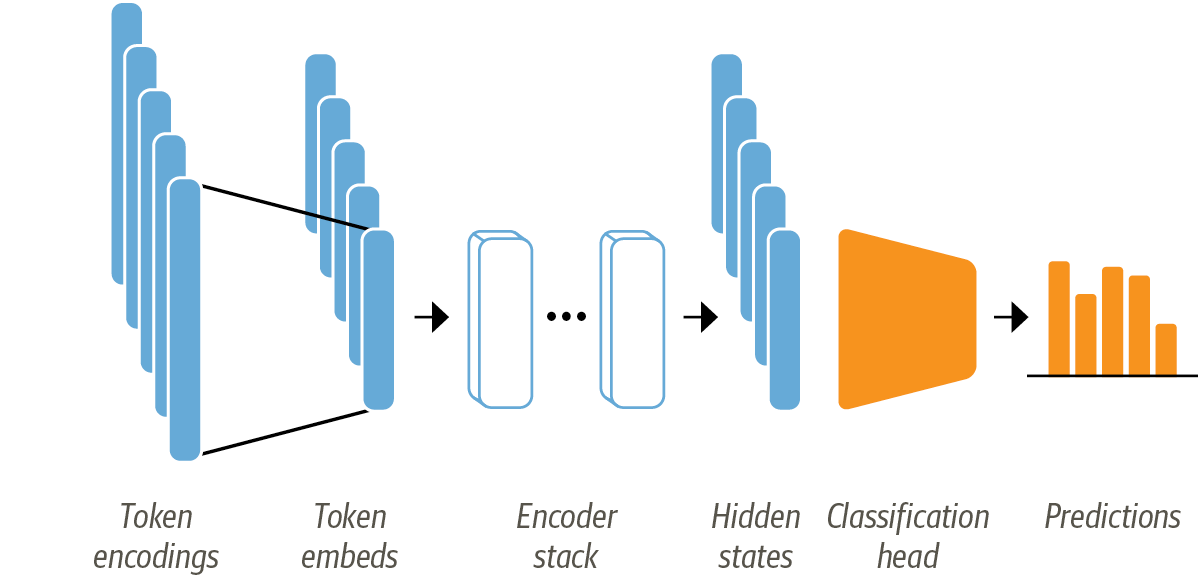 Token
encodings
Token
embeds
Encoder
stack
Hidden
states
Classification
head
Predictions